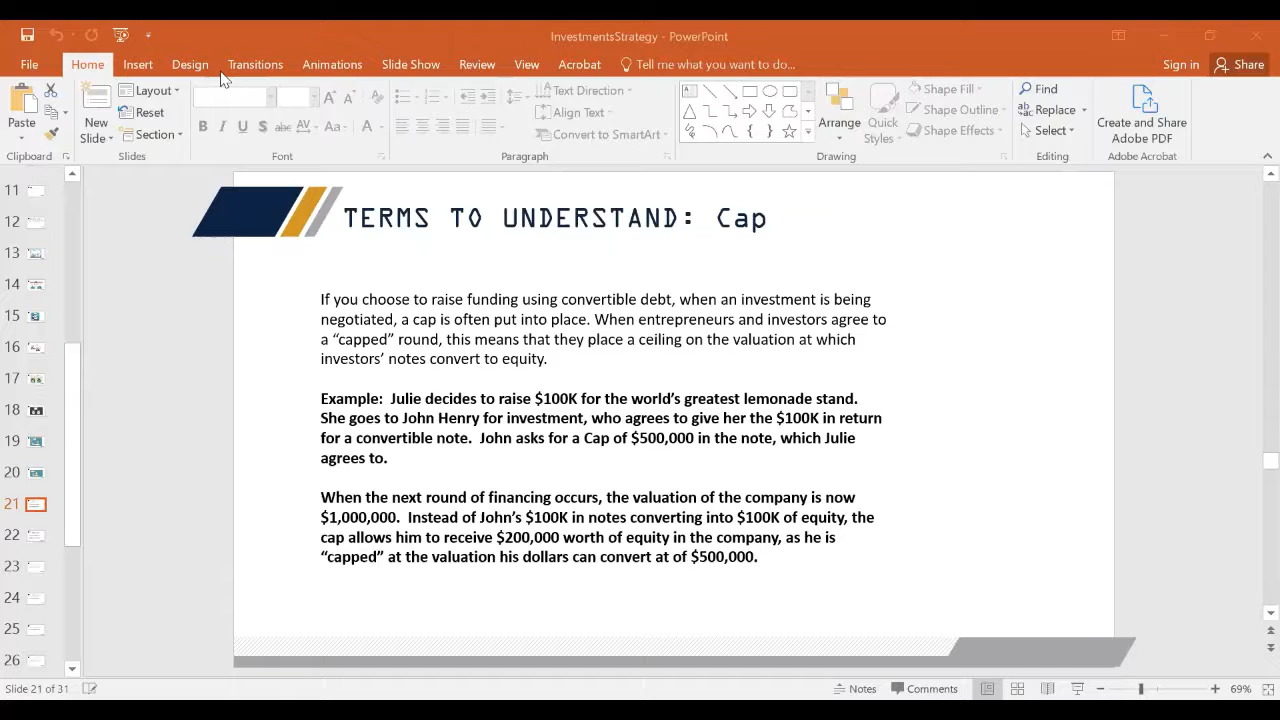 InvestmentsStrategy - PowerPoint
File Home Insert Design Transitions Animations Slide Show Review View Acrobat Tell me what you want to do... Sign in Share
Paste
New Slide
Layout
Reset
Section
B I U S abc AV Aa A
Text Direction
Align Text
Convert to SmartArt
Arrange
Quick Styles
Shape Fill
Shape Outline
Shape Effects
Find
Replace
Select
Create and Share
Adobe PDF
Clipboard Slides Font Paragraph Drawing Editing Adobe Acrobat
11
12
13
14
15
16
17
18
19
20
21
22
23
24
25
26
TERMS TO UNDERSTAND: Cap
If you choose to raise funding using convertible debt, when an investment is being
negotiated, a cap is often put into place. When entrepreneurs and investors agree to
a “capped” round, this means that they place a ceiling on the valuation at which
investors’ notes convert to equity.
Example: Julie decides to raise $100K for the world’s greatest lemonade stand.
She goes to John Henry for investment, who agrees to give her the $100K in return
for a convertible note. John asks for a Cap of $500,000 in the note, which Julie
agrees to.
When the next round of financing occurs, the valuation of the company is now
$1,000,000. Instead of John’s $100K in notes converting into $100K of equity, the
cap allows him to receive $200,000 worth of equity in the company, as he is
“capped” at the valuation his dollars can convert at of $500,000.
Slide 21 of 31 Notes Comments 69%